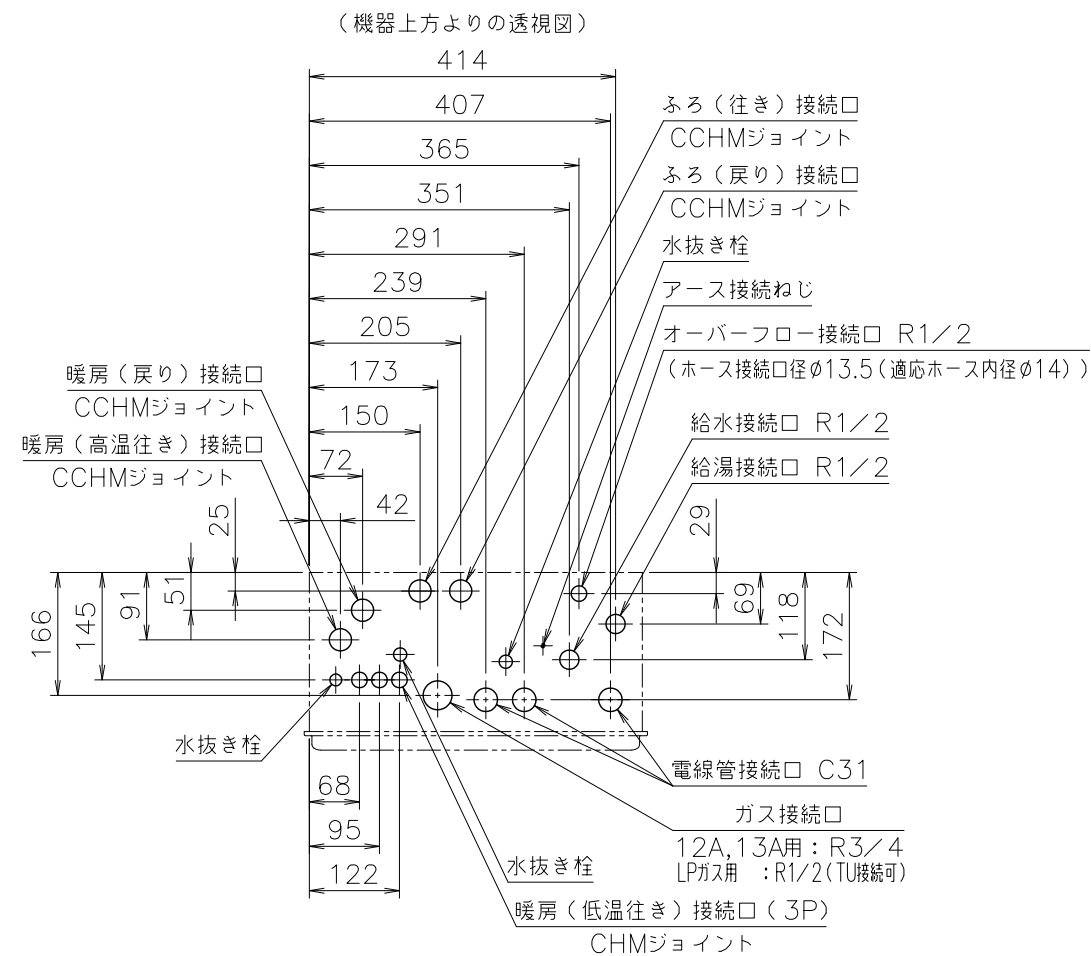 （機器上方よりの透視図）
414
407
365
351
291
239
205
173
150
72
42
ふろ（往き）接続口
CCHMジョイント
ふろ（戻り）接続口
CCHMジョイント
水抜き栓
アース接続ねじ
オーバーフロー接続口 R1／2
（ホース接続口径φ13.5（適応ホース内径φ14））
給水接続口 R1／2
給湯接続口 R1／2
暖房（戻り）接続口
CCHMジョイント
暖房（高温往き）接続口
CCHMジョイント
25
51
91
145
166
29
69
118
172
水抜き栓
68
95
122
電線管接続口 C31
ガス接続口
12A,13A用：R3／4
LPガス用 ：R1／2（TU接続可）
水抜き栓
暖房（低温往き）接続口（3P）
CHMジョイント